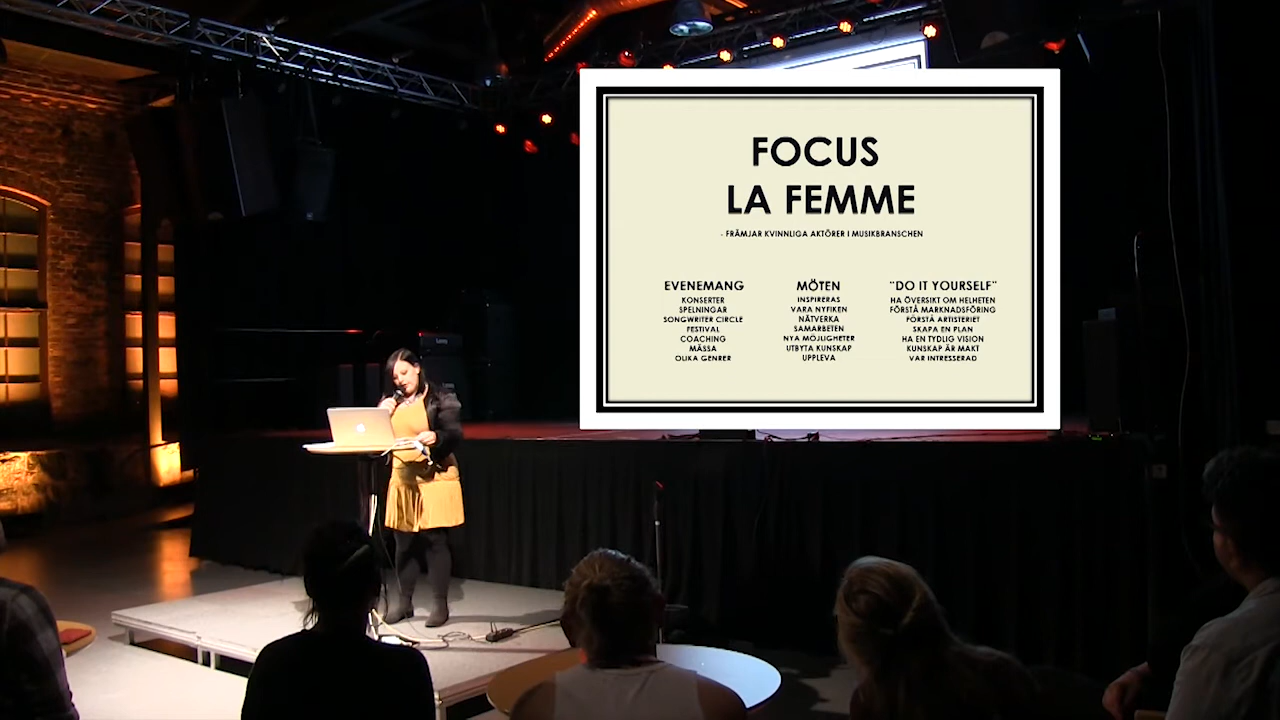 FOCUS
LA FEMME
- FRÄMJAR KVINNLIGA AKTÖRER I MUSIKBRANSCHEN
EVENEMANG
KONSERTER
SPELNINGAR
SONGWRITER CIRCLE
FESTIVAL
COACHING
MÄSSA
OLIKA GENRER
MÖTEN
INSPIRERAS
VARA NYFIKEN
NÄTVERKA
SAMARBETEN
NYA MÖJLIGHETER
UTBYTA KUNSKAP
UPPLEVA
"DO IT YOURSELF"
HA ÖVERSIKT OM HELHETEN
FÖRSTÅ MARKNADSFÖRING
FÖRSTÅ ARTISTERIET
SKAPA EN PLAN
HA EN TYDLIG VISION
KUNSKAP ÄR MAKT
VAR INTRESSERAD